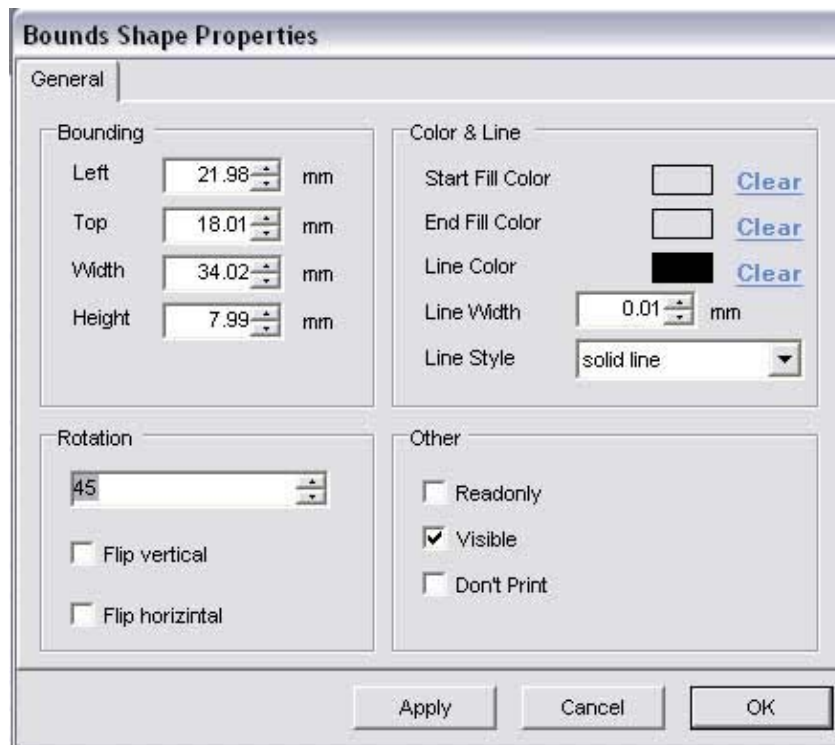 Bounds Shape Properties
General
Bounding
Left 21.98 mm
Top 18.01 mm
Width 34.02 mm
Height 7.99 mm
Color & Line
Start Fill Color Clear
End Fill Color Clear
Line Color Clear
Line Width 0.01 mm
Line Style solid line
Rotation
45
Flip vertical
Flip horizintal
Other
Readonly
Visible
Don't Print
Apply Cancel OK